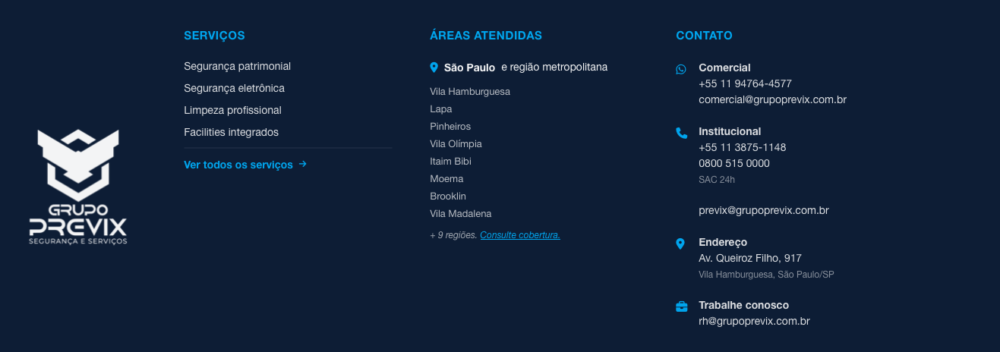 GRUPO
PREVIX
SEGURANÇA E SERVIÇOS
SERVIÇOS
Segurança patrimonial
Segurança eletrônica
Limpeza profissional
Facilities integrados
Ver todos os serviços →
ÁREAS ATENDIDAS
São Paulo e região metropolitana
Vila Hamburguesa
Lapa
Pinheiros
Vila Olímpia
Itaim Bibi
Moema
Brooklin
Vila Madalena
+ 9 regiões. Consulte cobertura.
CONTATO
Comercial
+55 11 94764-4577
comercial@grupoprevix.com.br
Institucional
+55 11 3875-1148
0800 515 0000
SAC 24h
previx@grupoprevix.com.br
Endereço
Av. Queiroz Filho, 917
Vila Hamburguesa, São Paulo/SP
Trabalhe conosco
rh@grupoprevix.com.br